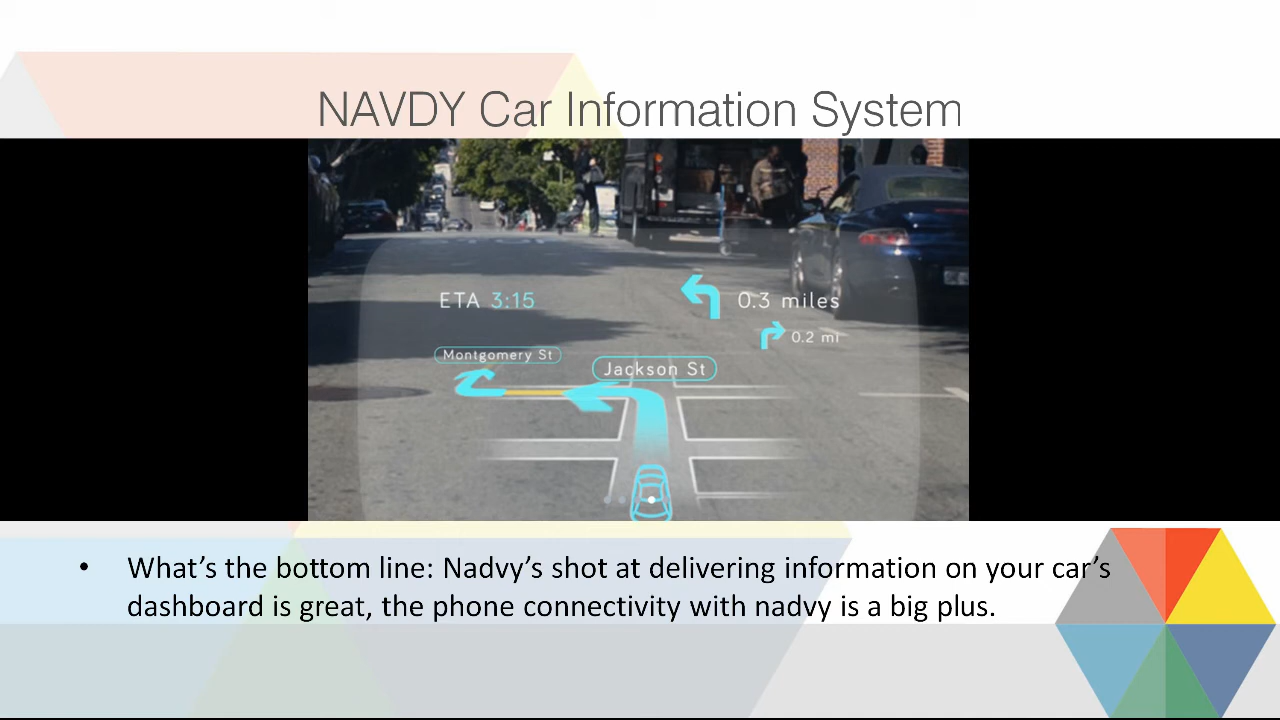 NAVDY Car Information System
ETA 3:15
0.3 miles
0.2 mi
Montgomery St
Jackson St
• What’s the bottom line: Nadvy’s shot at delivering information on your car’s
dashboard is great, the phone connectivity with nadvy is a big plus.